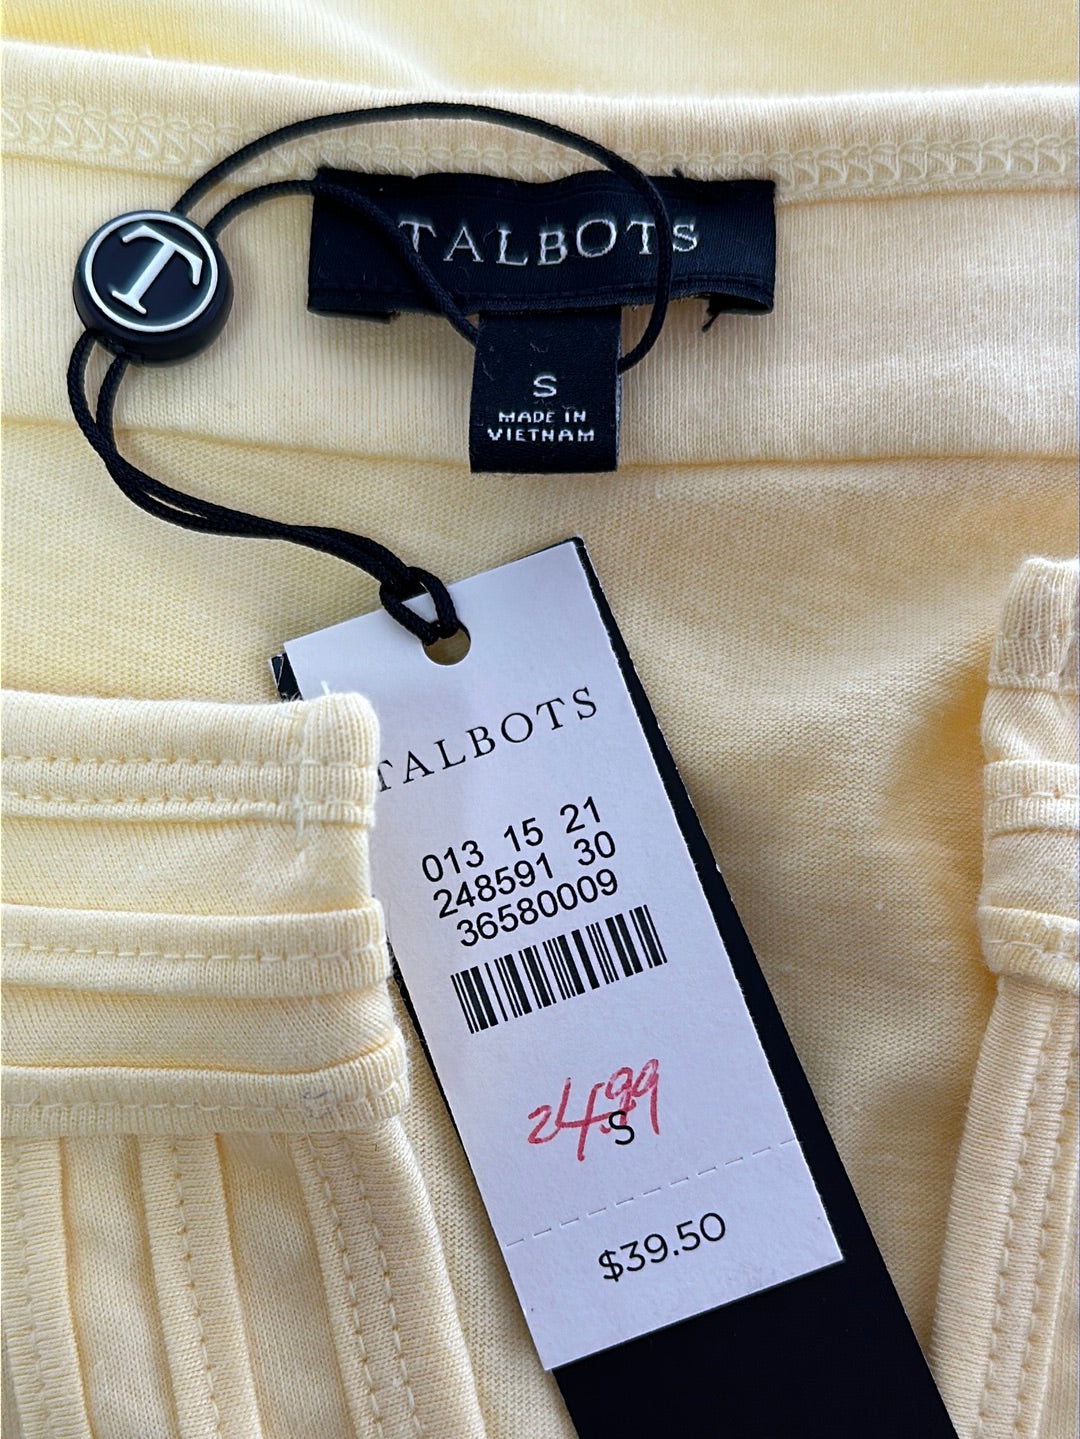 TALBOTS
T
S
MADE IN
VIETNAM
TALBOTS
013 15 21
248591 30
36580009
24.99
S
$39.50